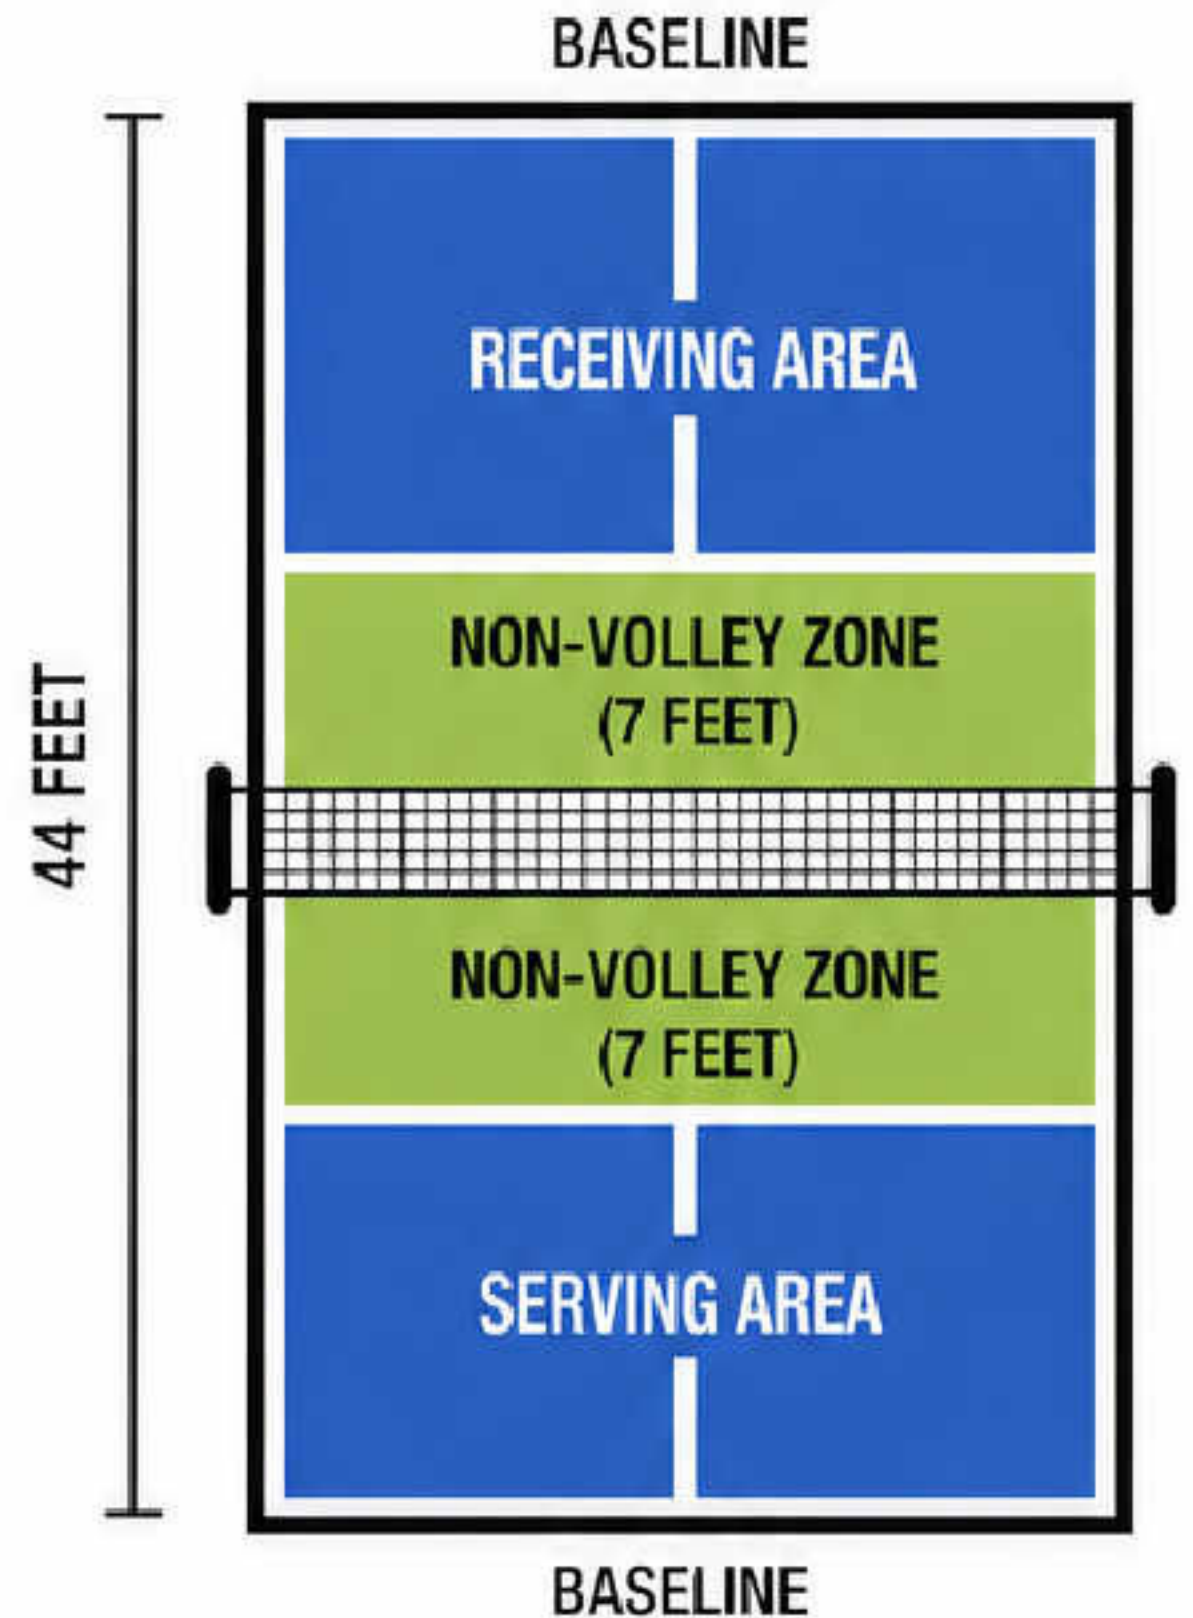 BASELINE
RECEIVING AREA
NON-VOLLEY ZONE
(7 FEET)
44 FEET
NON-VOLLEY ZONE
(7 FEET)
SERVING AREA
BASELINE